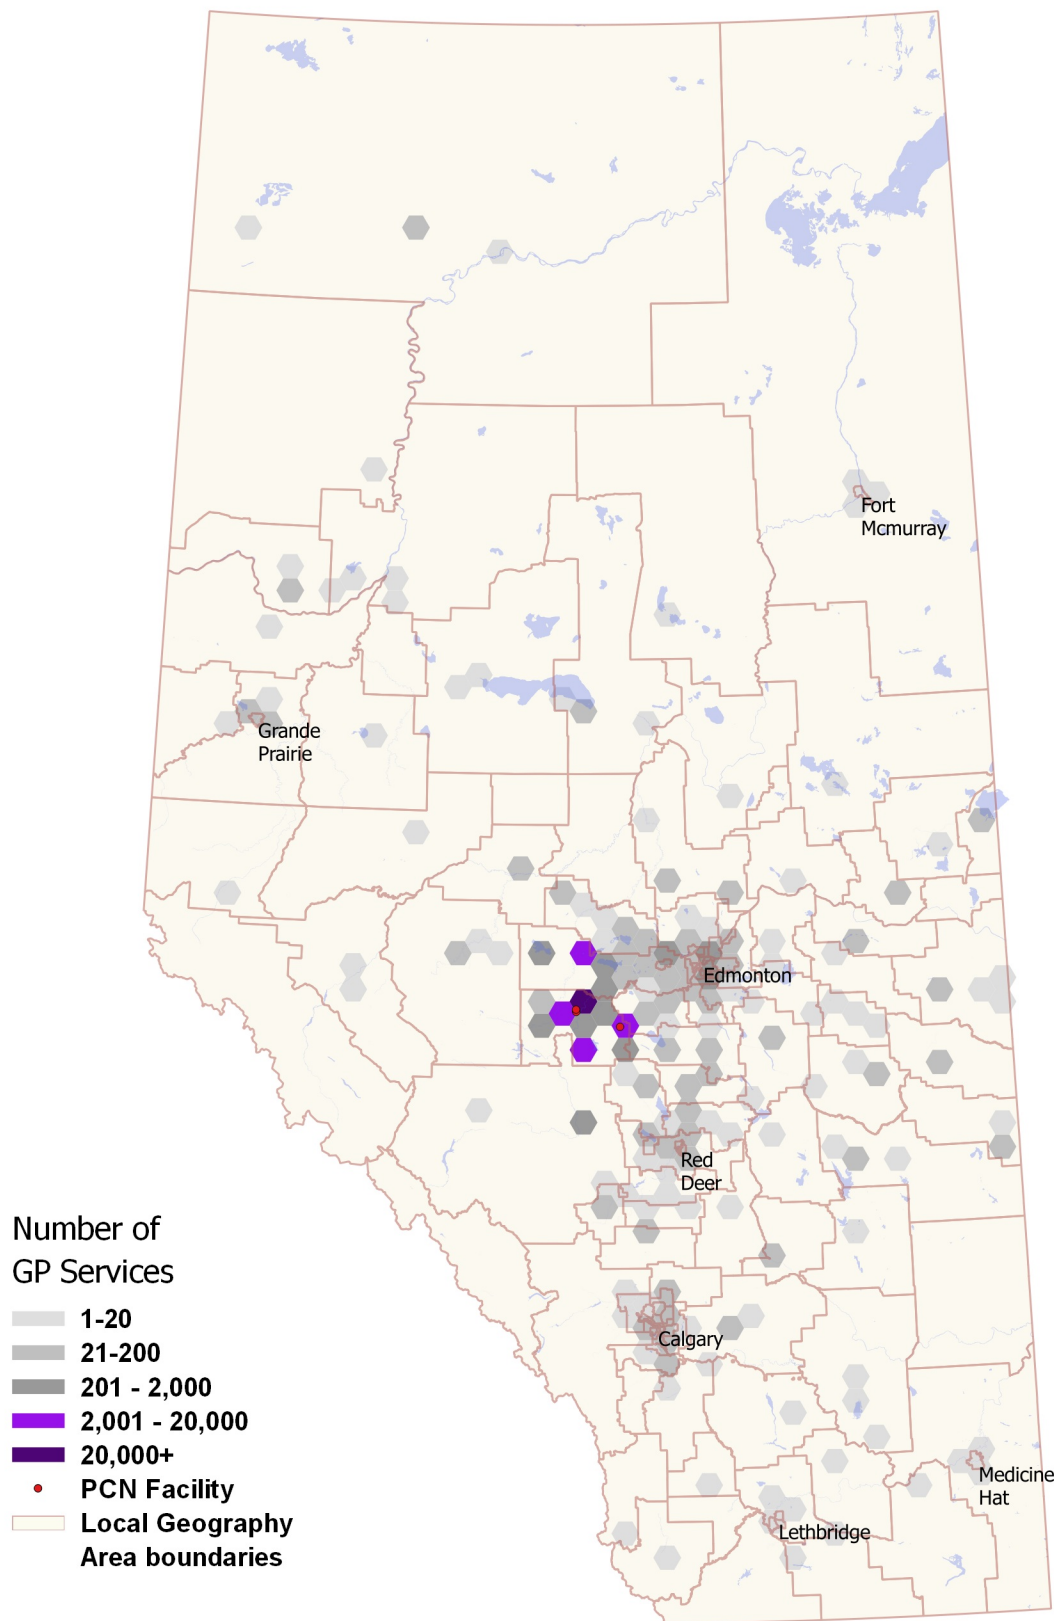 Fort
Mcmurray
Grande
Prairie
Edmonton
Red
Deer
Calgary
Medicine
Hat
Lethbridge
Number of
GP Services
1-20
21-200
201 - 2,000
2,001 - 20,000
20,000+
PCN Facility
Local Geography
Area boundaries